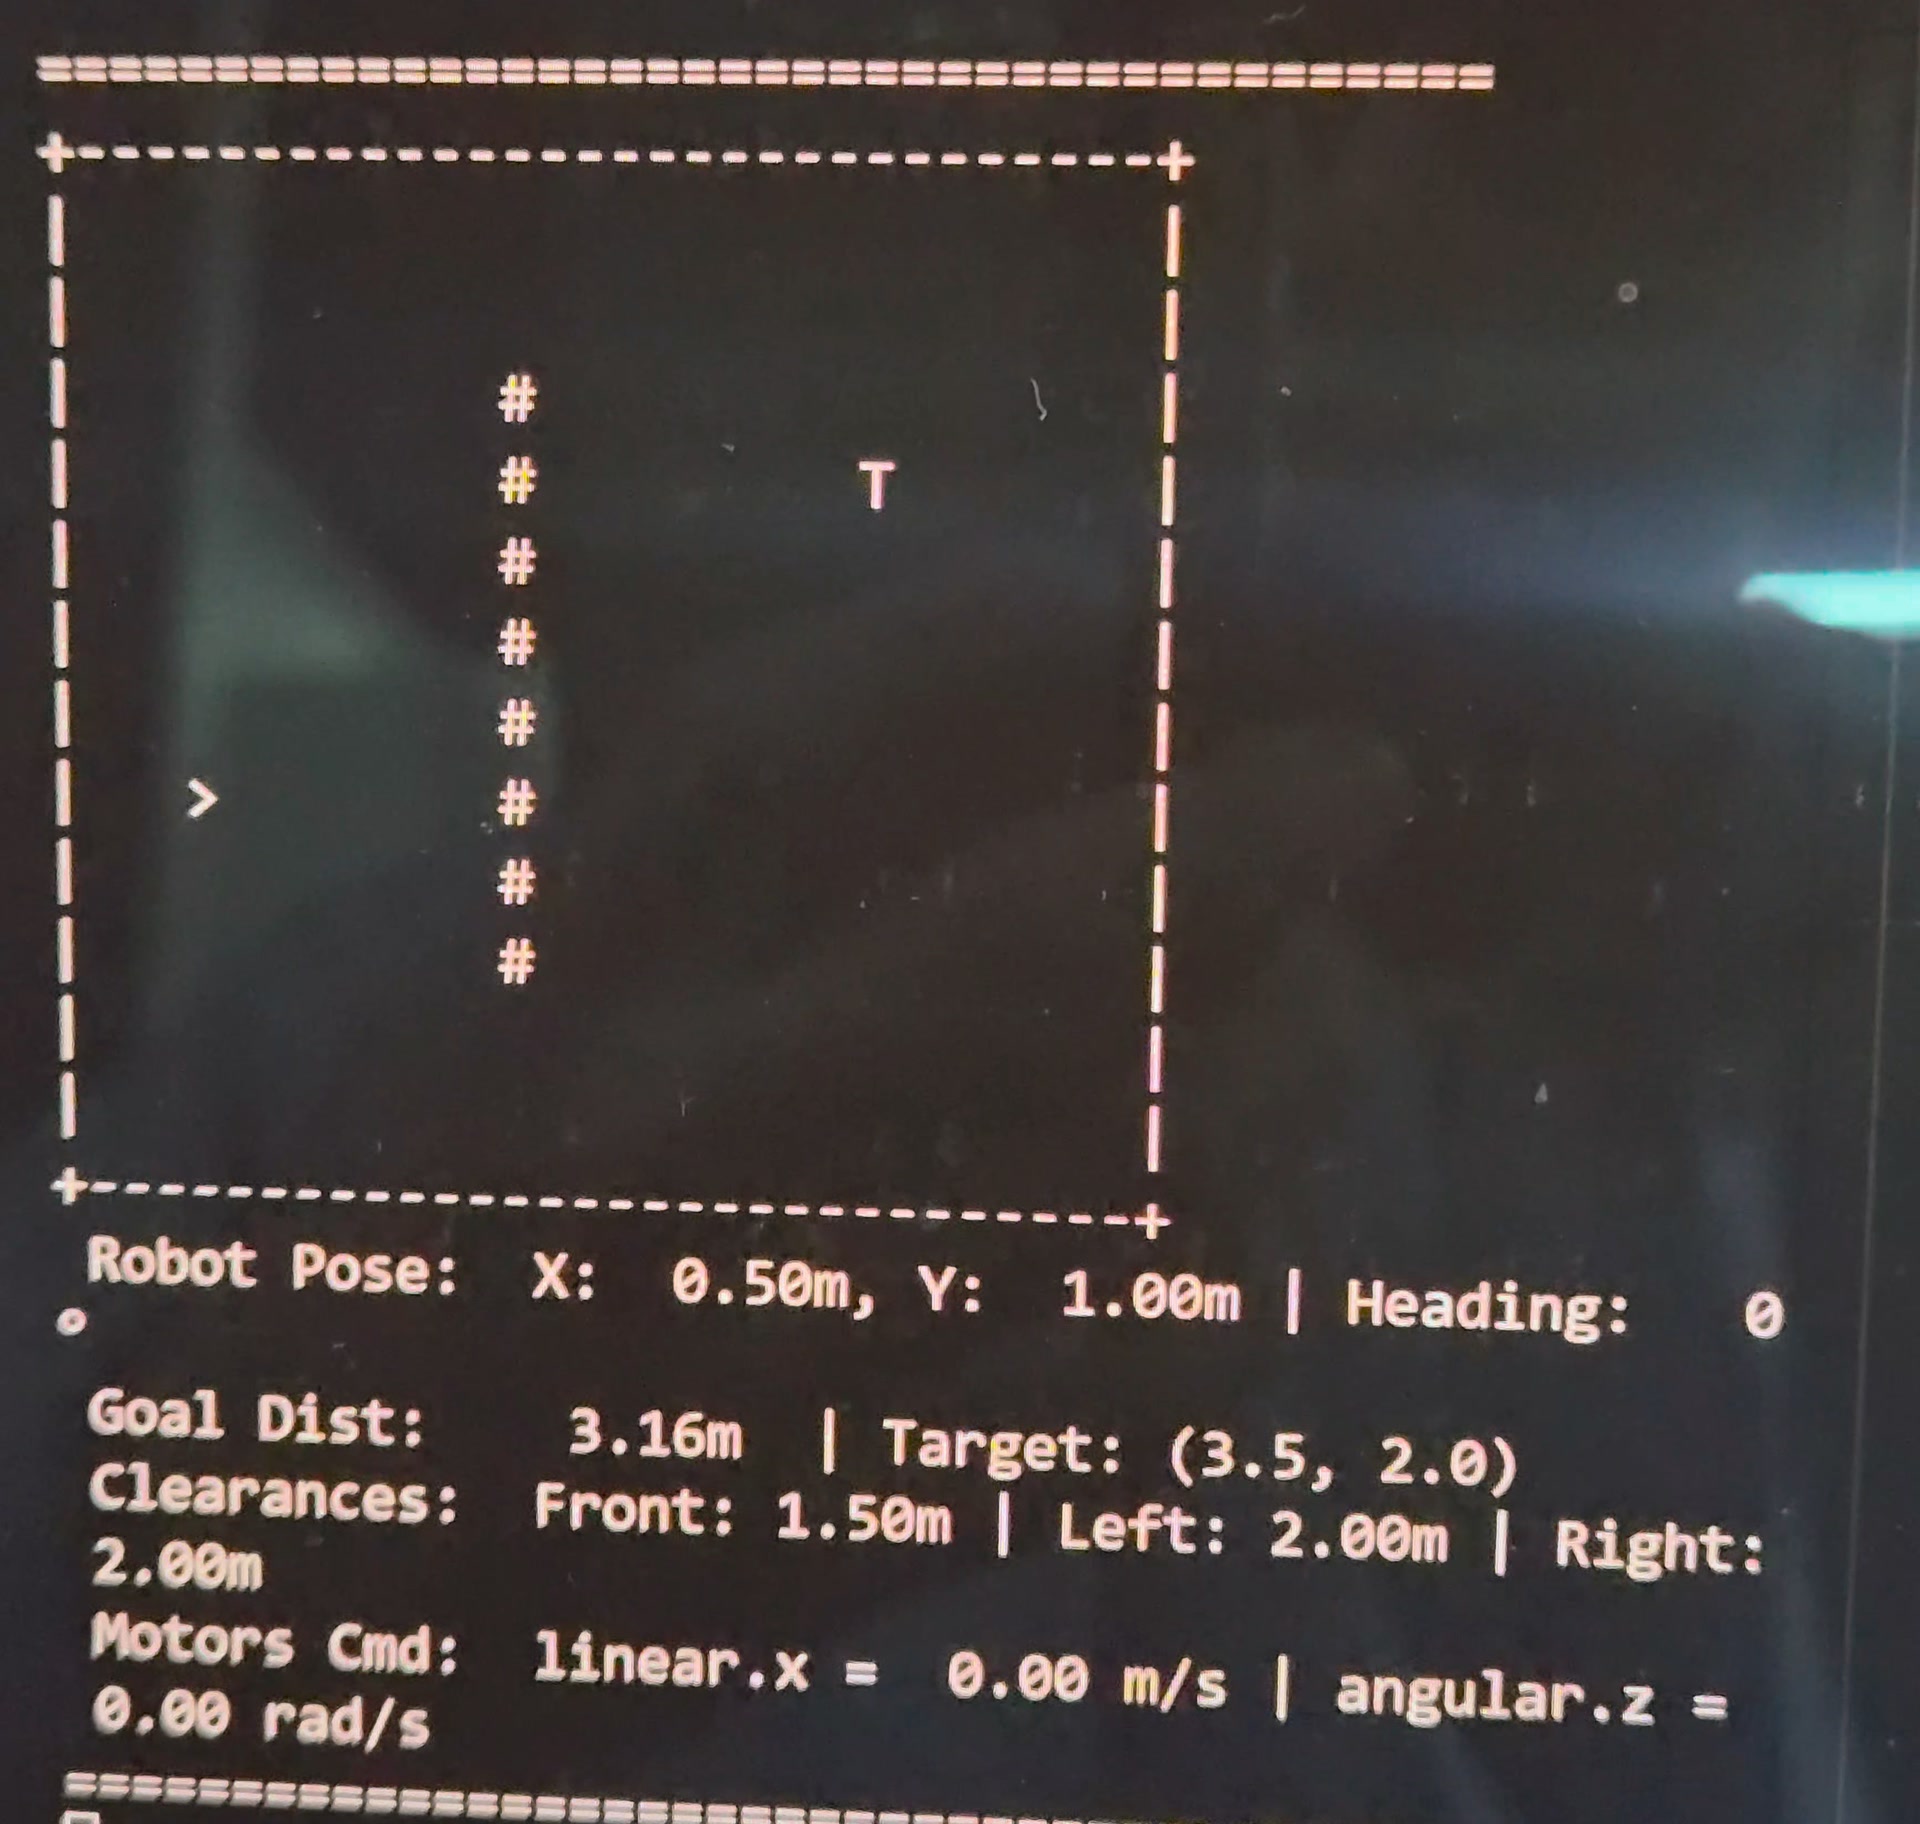 =========================================
+------------------------------+
|                              |
|                              |
|            #                 |
|            #         T       |
|            #                 |
|            #                 |
|            #                 |
|   >        #                 |
|            #                 |
|            #                 |
|                              |
|                              |
+------------------------------+
Robot Pose:  X:  0.50m, Y:  1.00m | Heading:   0
°
Goal Dist:    3.16m  | Target: (3.5, 2.0)
Clearances:  Front: 1.50m | Left: 2.00m | Right:
2.00m
Motors Cmd:  linear.x =  0.00 m/s | angular.z =
0.00 rad/s
=========================================